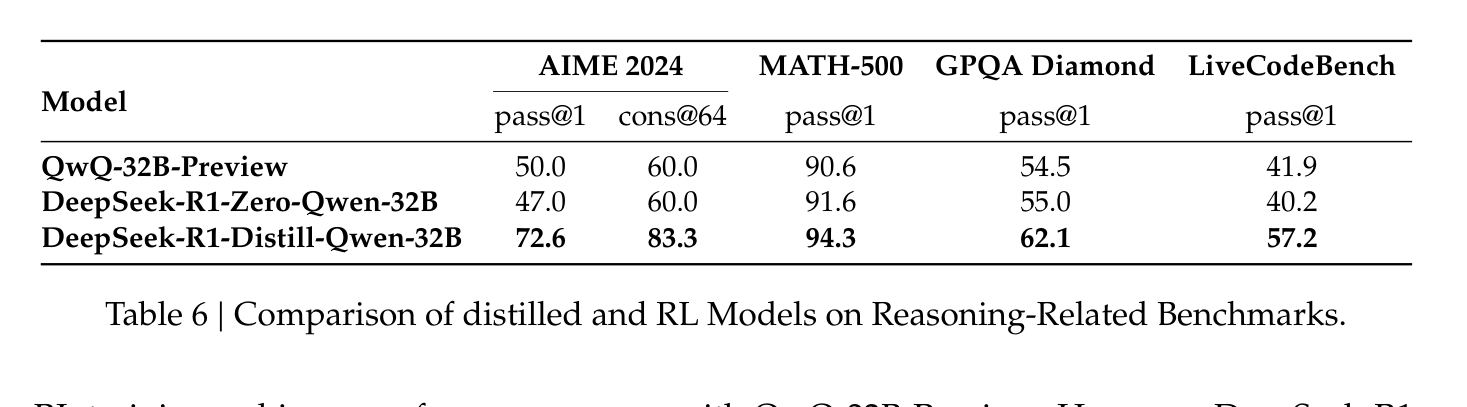 AIME 2024 MATH-500 GPQA Diamond LiveCodeBench
Model
pass@1 cons@64 pass@1 pass@1 pass@1
QwQ-32B-Preview 50.0 60.0 90.6 54.5 41.9
DeepSeek-R1-Zero-Qwen-32B 47.0 60.0 91.6 55.0 40.2
DeepSeek-R1-Distill-Qwen-32B 72.6 83.3 94.3 62.1 57.2
Table 6 | Comparison of distilled and RL Models on Reasoning-Related Benchmarks.